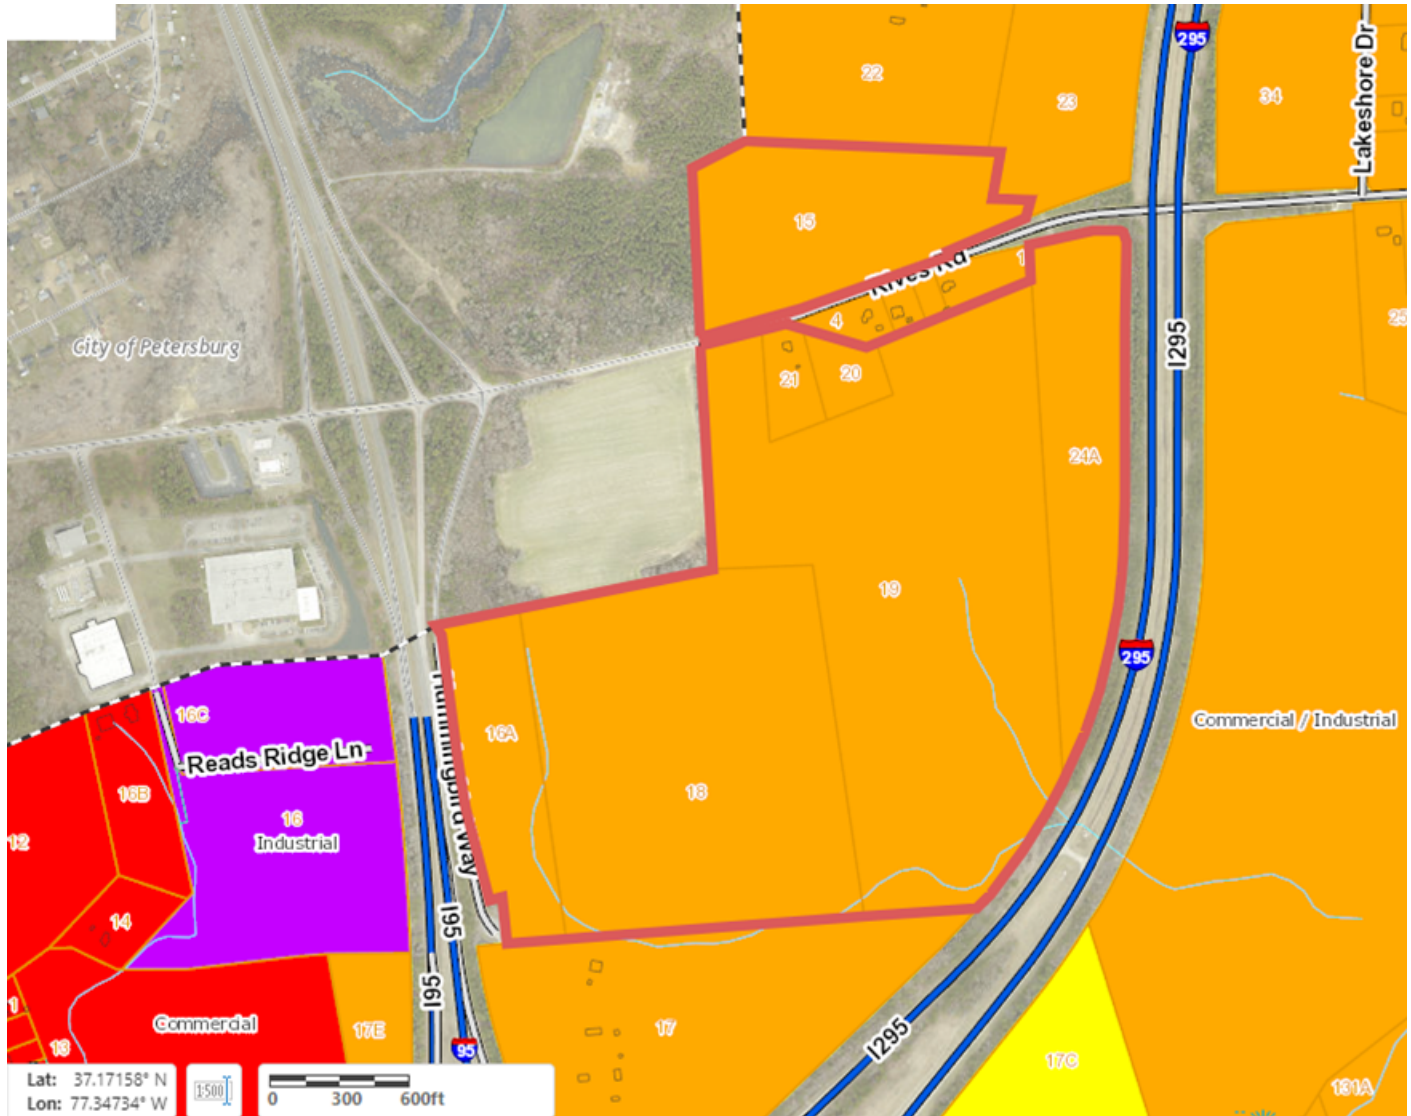 295
22
23
34
Lakeshore Dr
15
Rives Rd
1
4
25
City of Petersburg
I295
21
20
24A
19
295
16C
16A
Commercial / Industrial
Reads Ridge Ln
Hummingbird Way
16B
18
16
Industrial
12
14
I95
I95
1
Commercial
17
17E
I295
13
95
17C
131A
Lat: 37.17158° N
Lon: 77.34734° W
1:500
0 300 600ft